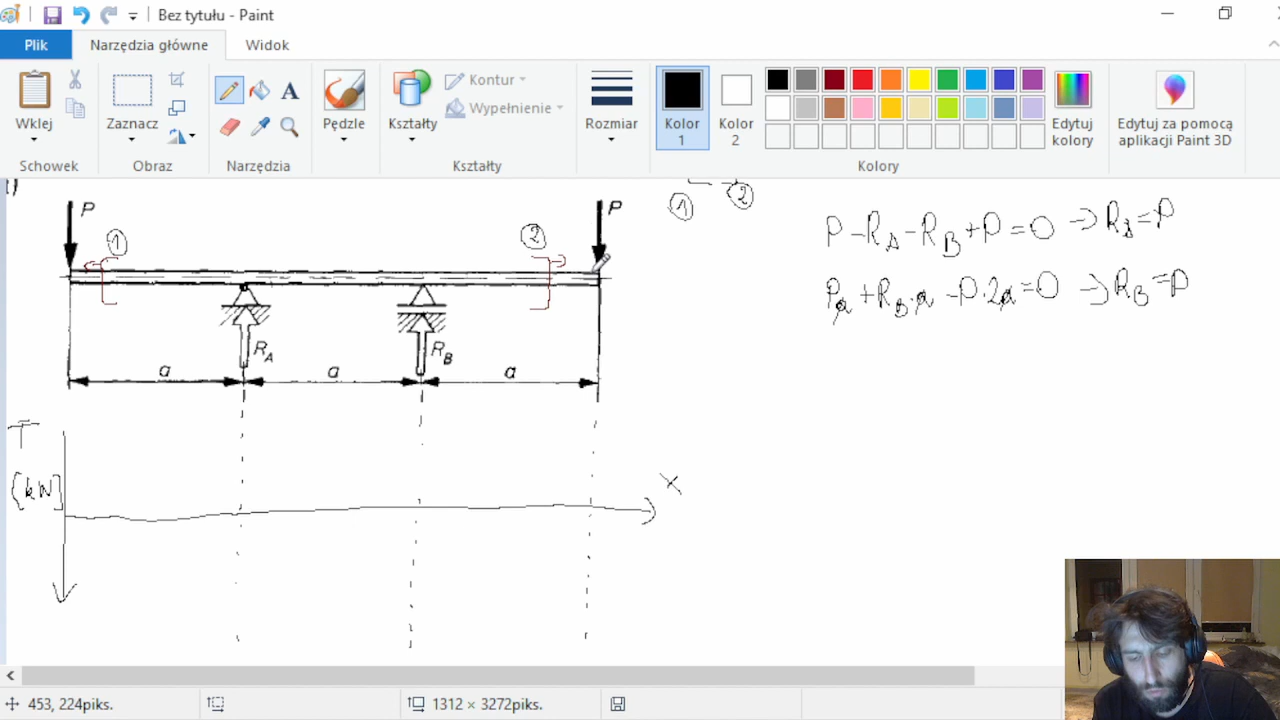 Bez tytułu - Paint
Plik Narzędzia główne Widok
Wklej
Zaznacz
Pędzle
Kształty
Kontur
Wypełnienie
Rozmiar
Kolor 1
Kolor 2
Edytuj kolory
Edytuj za pomocą aplikacji Paint 3D
Schowek Obraz Narzędzia Kształty Kolory
1 2
P P
1 2
P - R_A - R_B + P = 0 => R_A = P
Pa + R_B·a - P·2a = 0 => R_B = P
R_A R_B
a a a
T
[kN]
x
453, 224piks. 1312 × 3272piks.